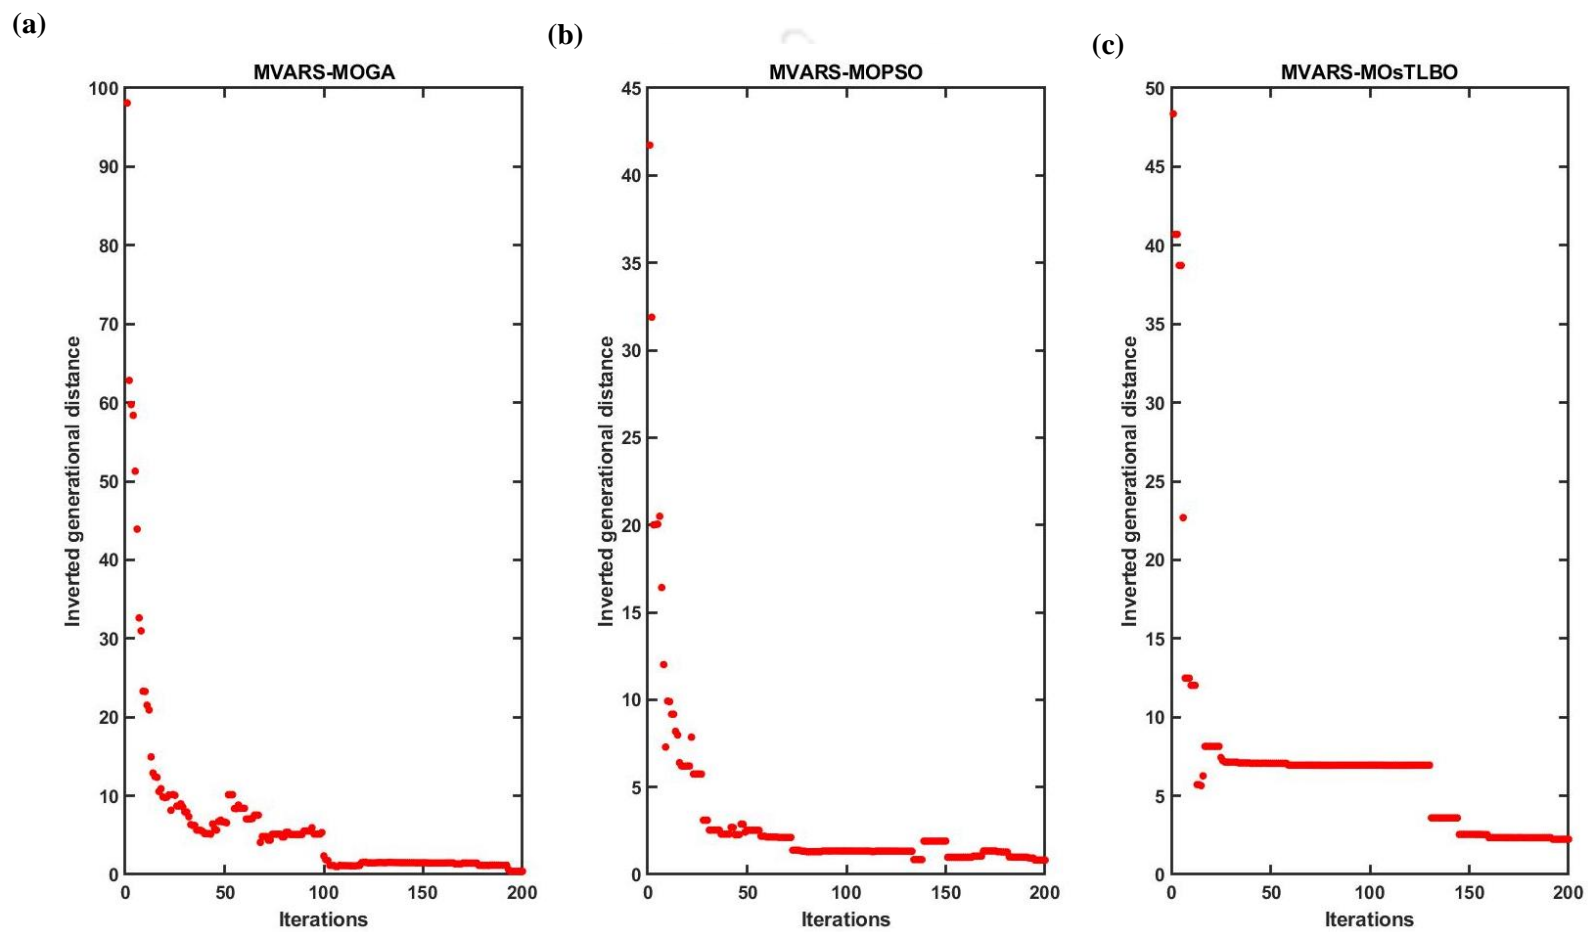 (a)
MVARS-MOGA
100
90
80
70
60
50
40
30
20
10
0
0 50 100 150 200
Iterations
Inverted generational distance
(b)
MVARS-MOPSO
45
40
35
30
25
20
15
10
5
0
0 50 100 150 200
Iterations
Inverted generational distance
(c)
MVARS-MOsTLBO
50
45
40
35
30
25
20
15
10
5
0
0 50 100 150 200
Iterations
Inverted generational distance